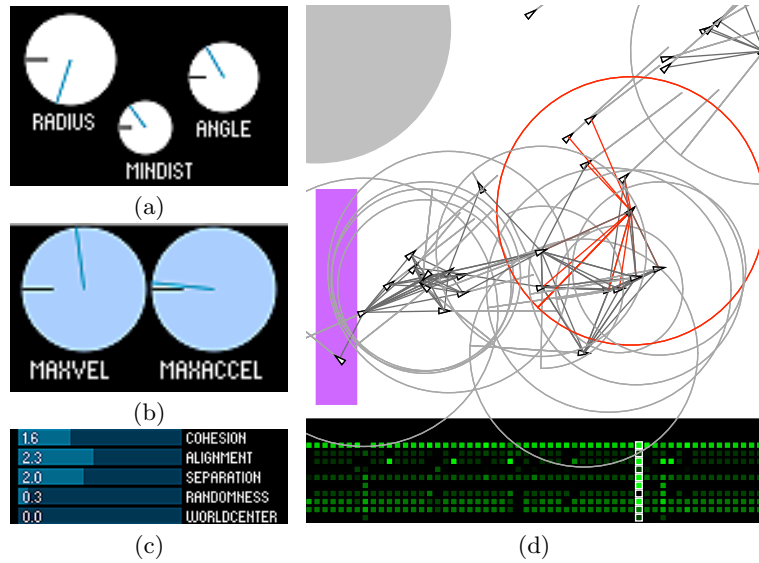 RADIUS
ANGLE
MINDIST
(a)
MAXVEL MAXACCEL
(b)
1.6 COHESION
2.3 ALIGNMENT
2.0 SEPARATION
0.3 RANDOMNESS
0.0 WORLDCENTER
(c)
(d)